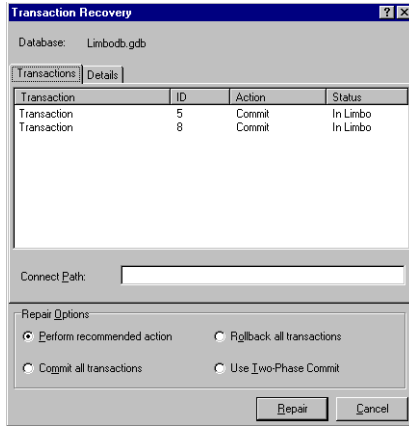 Transaction Recovery
Database: Limbodb.gdb
Transactions Details
Transaction ID Action Status
Transaction 5 Commit In Limbo
Transaction 8 Commit In Limbo
Connect Path:
Repair Options
Perform recommended action Rollback all transactions
Commit all transactions Use Two-Phase Commit
Repair Cancel